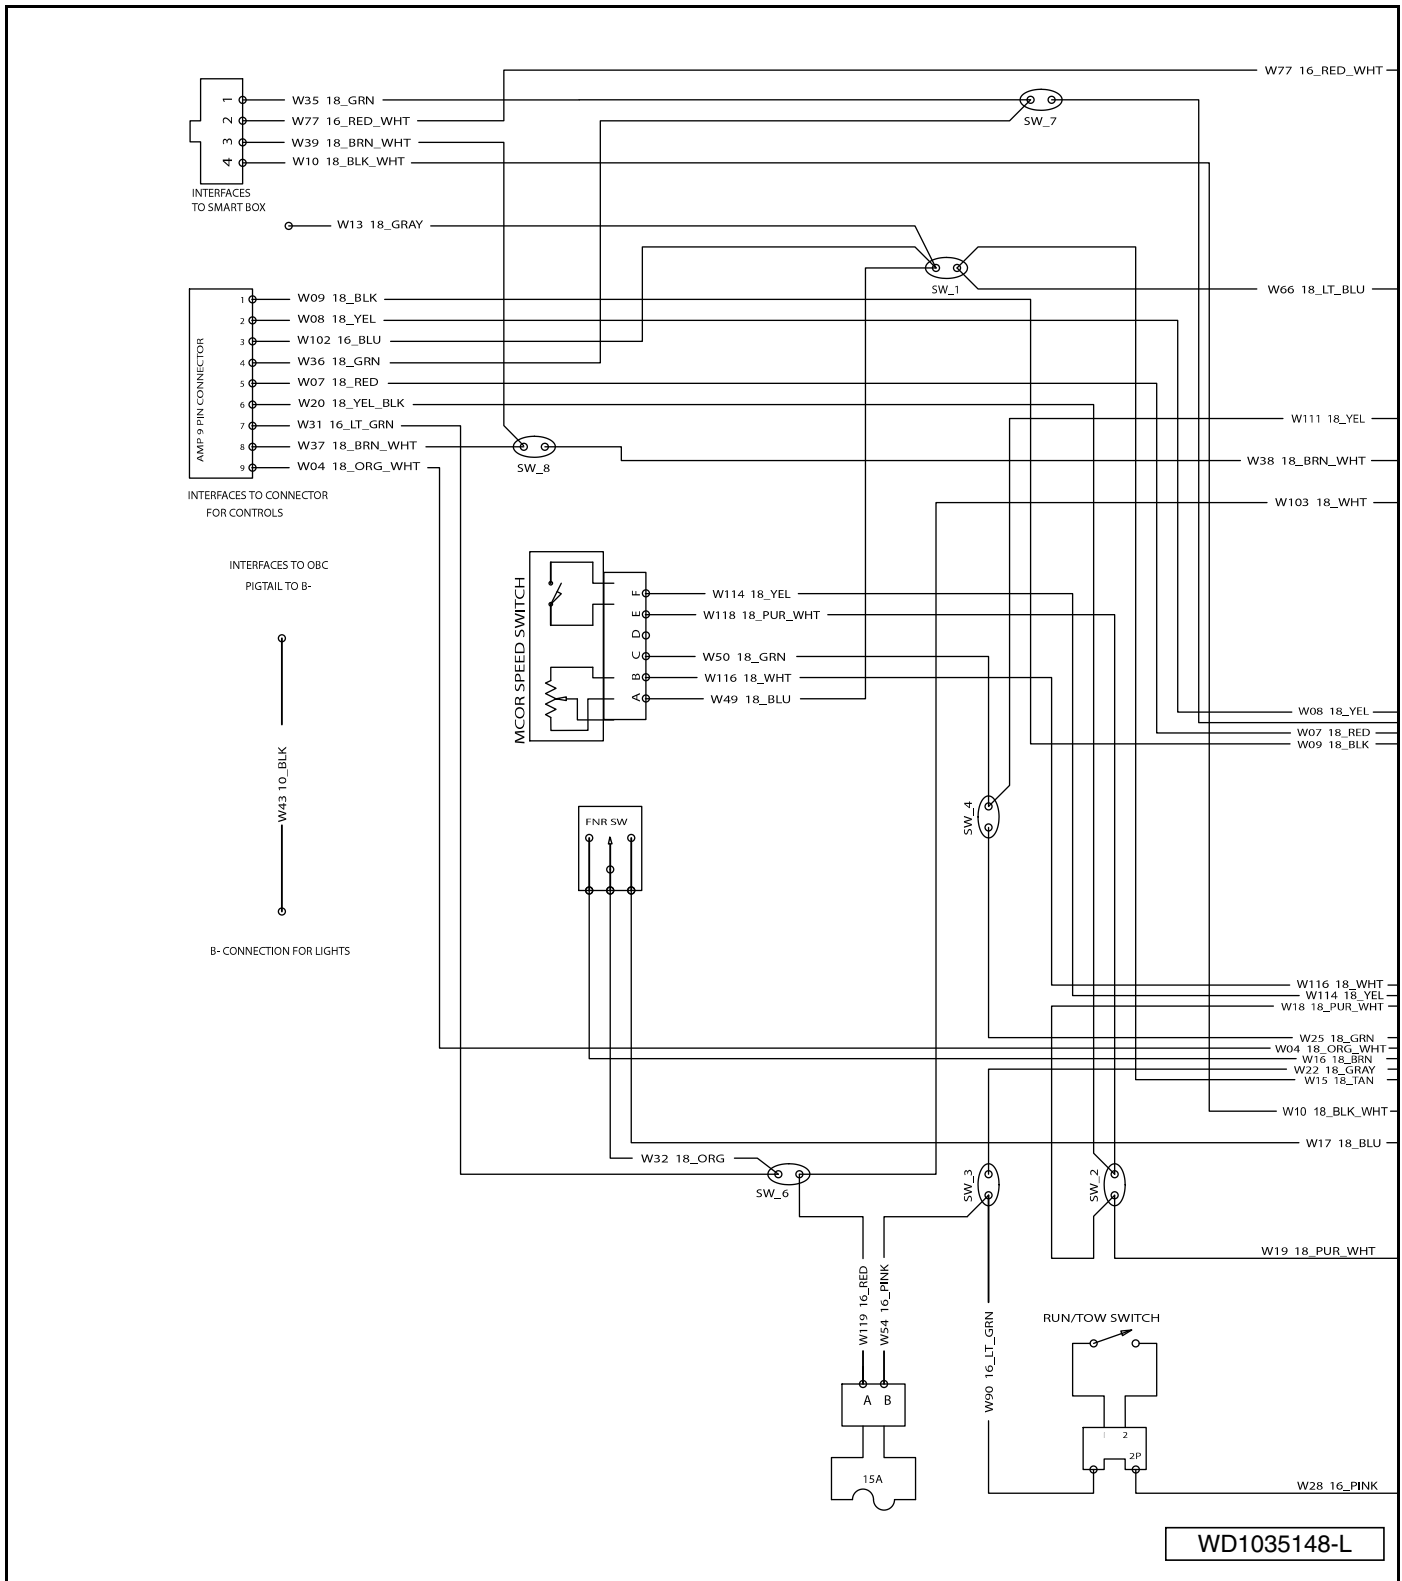 W77 16_RED_WHT
1 W35 18_GRN
2 W77 16_RED_WHT
SW_7
3 W39 18_BRN_WHT
4 W10 18_BLK_WHT
INTERFACES
TO SMART BOX
W13 18_GRAY
SW_1
W66 18_LT_BLU
AMP 9 PIN CONNECTOR
1 W09 18_BLK
2 W08 18_YEL
3 W102 16_BLU
4 W36 18_GRN
5 W07 18_RED
6 W20 18_YEL_BLK
7 W31 16_LT_GRN
8 W37 18_BRN_WHT
9 W04 18_ORG_WHT
SW_8
W111 18_YEL
W38 18_BRN_WHT
INTERFACES TO CONNECTOR
FOR CONTROLS
W103 18_WHT
INTERFACES TO OBC
PIGTAIL TO B-
MCOR SPEED SWITCH
F W114 18_YEL
E W118 18_PUR_WHT
D
C W50 18_GRN
B W116 18_WHT
A W49 18_BLU
W08 18_YEL
W07 18_RED
W09 18_BLK
W43 10_BLK
SW_4
FNR SW
B- CONNECTION FOR LIGHTS
W116 18_WHT
W114 18_YEL
W18 18_PUR_WHT
W25 18_GRN
W04 18_ORG_WHT
W16 18_BRN
W22 18_GRAY
W15 18_TAN
W10 18_BLK_WHT
W17 18_BLU
W32 18_ORG
SW_6
SW_3
SW_2
W19 18_PUR_WHT
W119 16_RED
W54 16_PINK
W90 16_LT_GRN
RUN/TOW SWITCH
A B
1 2
2P
15A
W28 16_PINK
WD1035148-L